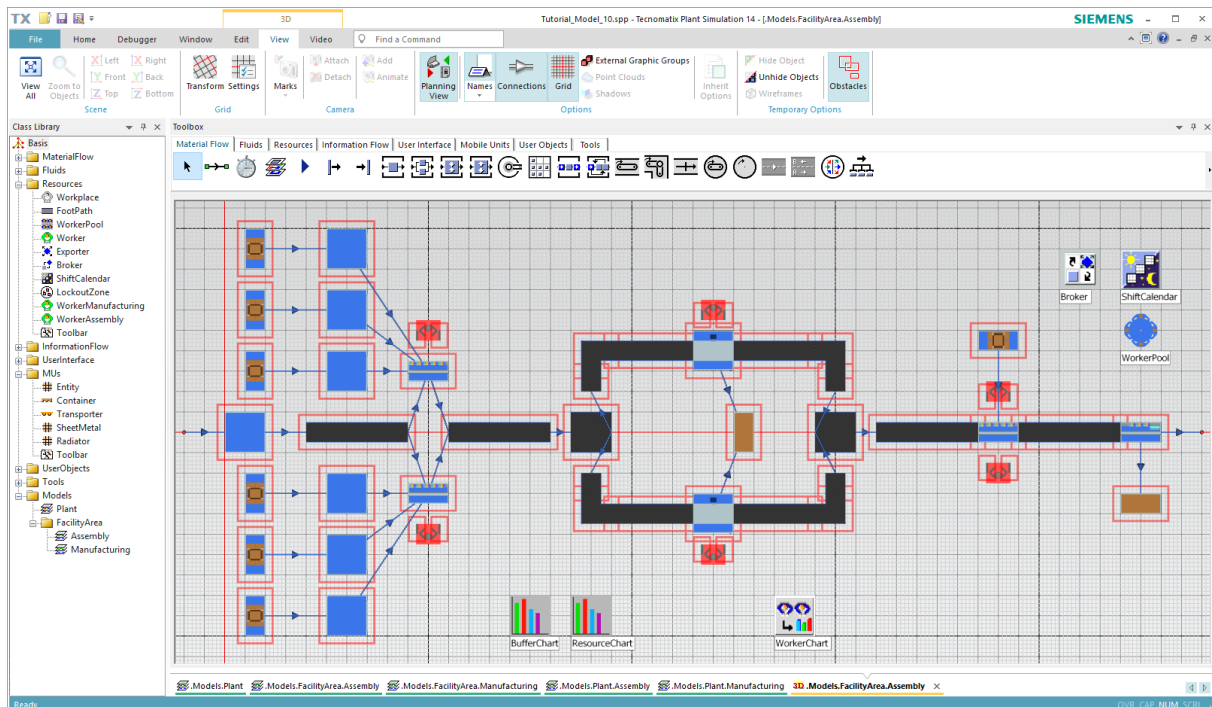 TX
3D
Tutorial_Model_10.spp - Tecnomatix Plant Simulation 14 - [.Models.FacilityArea.Assembly]
SIEMENS
File Home Debugger Window Edit View Video Find a Command
View All
Zoom to Objects
Left Right
Front Back
Top Bottom
Scene
Transform Settings
Grid
Marks
Attach Add
Detach Animate
Camera
Planning View
Names Connections Grid
External Graphic Groups
Point Clouds
Shadows
Options
Inherit Options
Hide Object
Unhide Objects
Wireframes
Temporary Options
Obstacles
Class Library
Toolbox
Basis
MaterialFlow
Fluids
Resources
Workplace
FootPath
WorkerPool
Worker
Exporter
Broker
ShiftCalendar
LockoutZone
WorkerManufacturing
WorkerAssembly
Toolbar
InformationFlow
UserInterface
MUs
Entity
Container
Transporter
SheetMetal
Radiator
Toolbar
UserObjects
Tools
Models
Plant
FacilityArea
Assembly
Manufacturing
Material Flow Fluids Resources Information Flow User Interface Mobile Units User Objects Tools
Broker
ShiftCalendar
WorkerPool
BufferChart
ResourceChart
WorkerChart
.Models.Plant .Models.FacilityArea.Assembly .Models.FacilityArea.Manufacturing .Models.Plant.Assembly .Models.Plant.Manufacturing 3D .Models.FacilityArea.Assembly
Ready
OVR CAP NUM SCRL